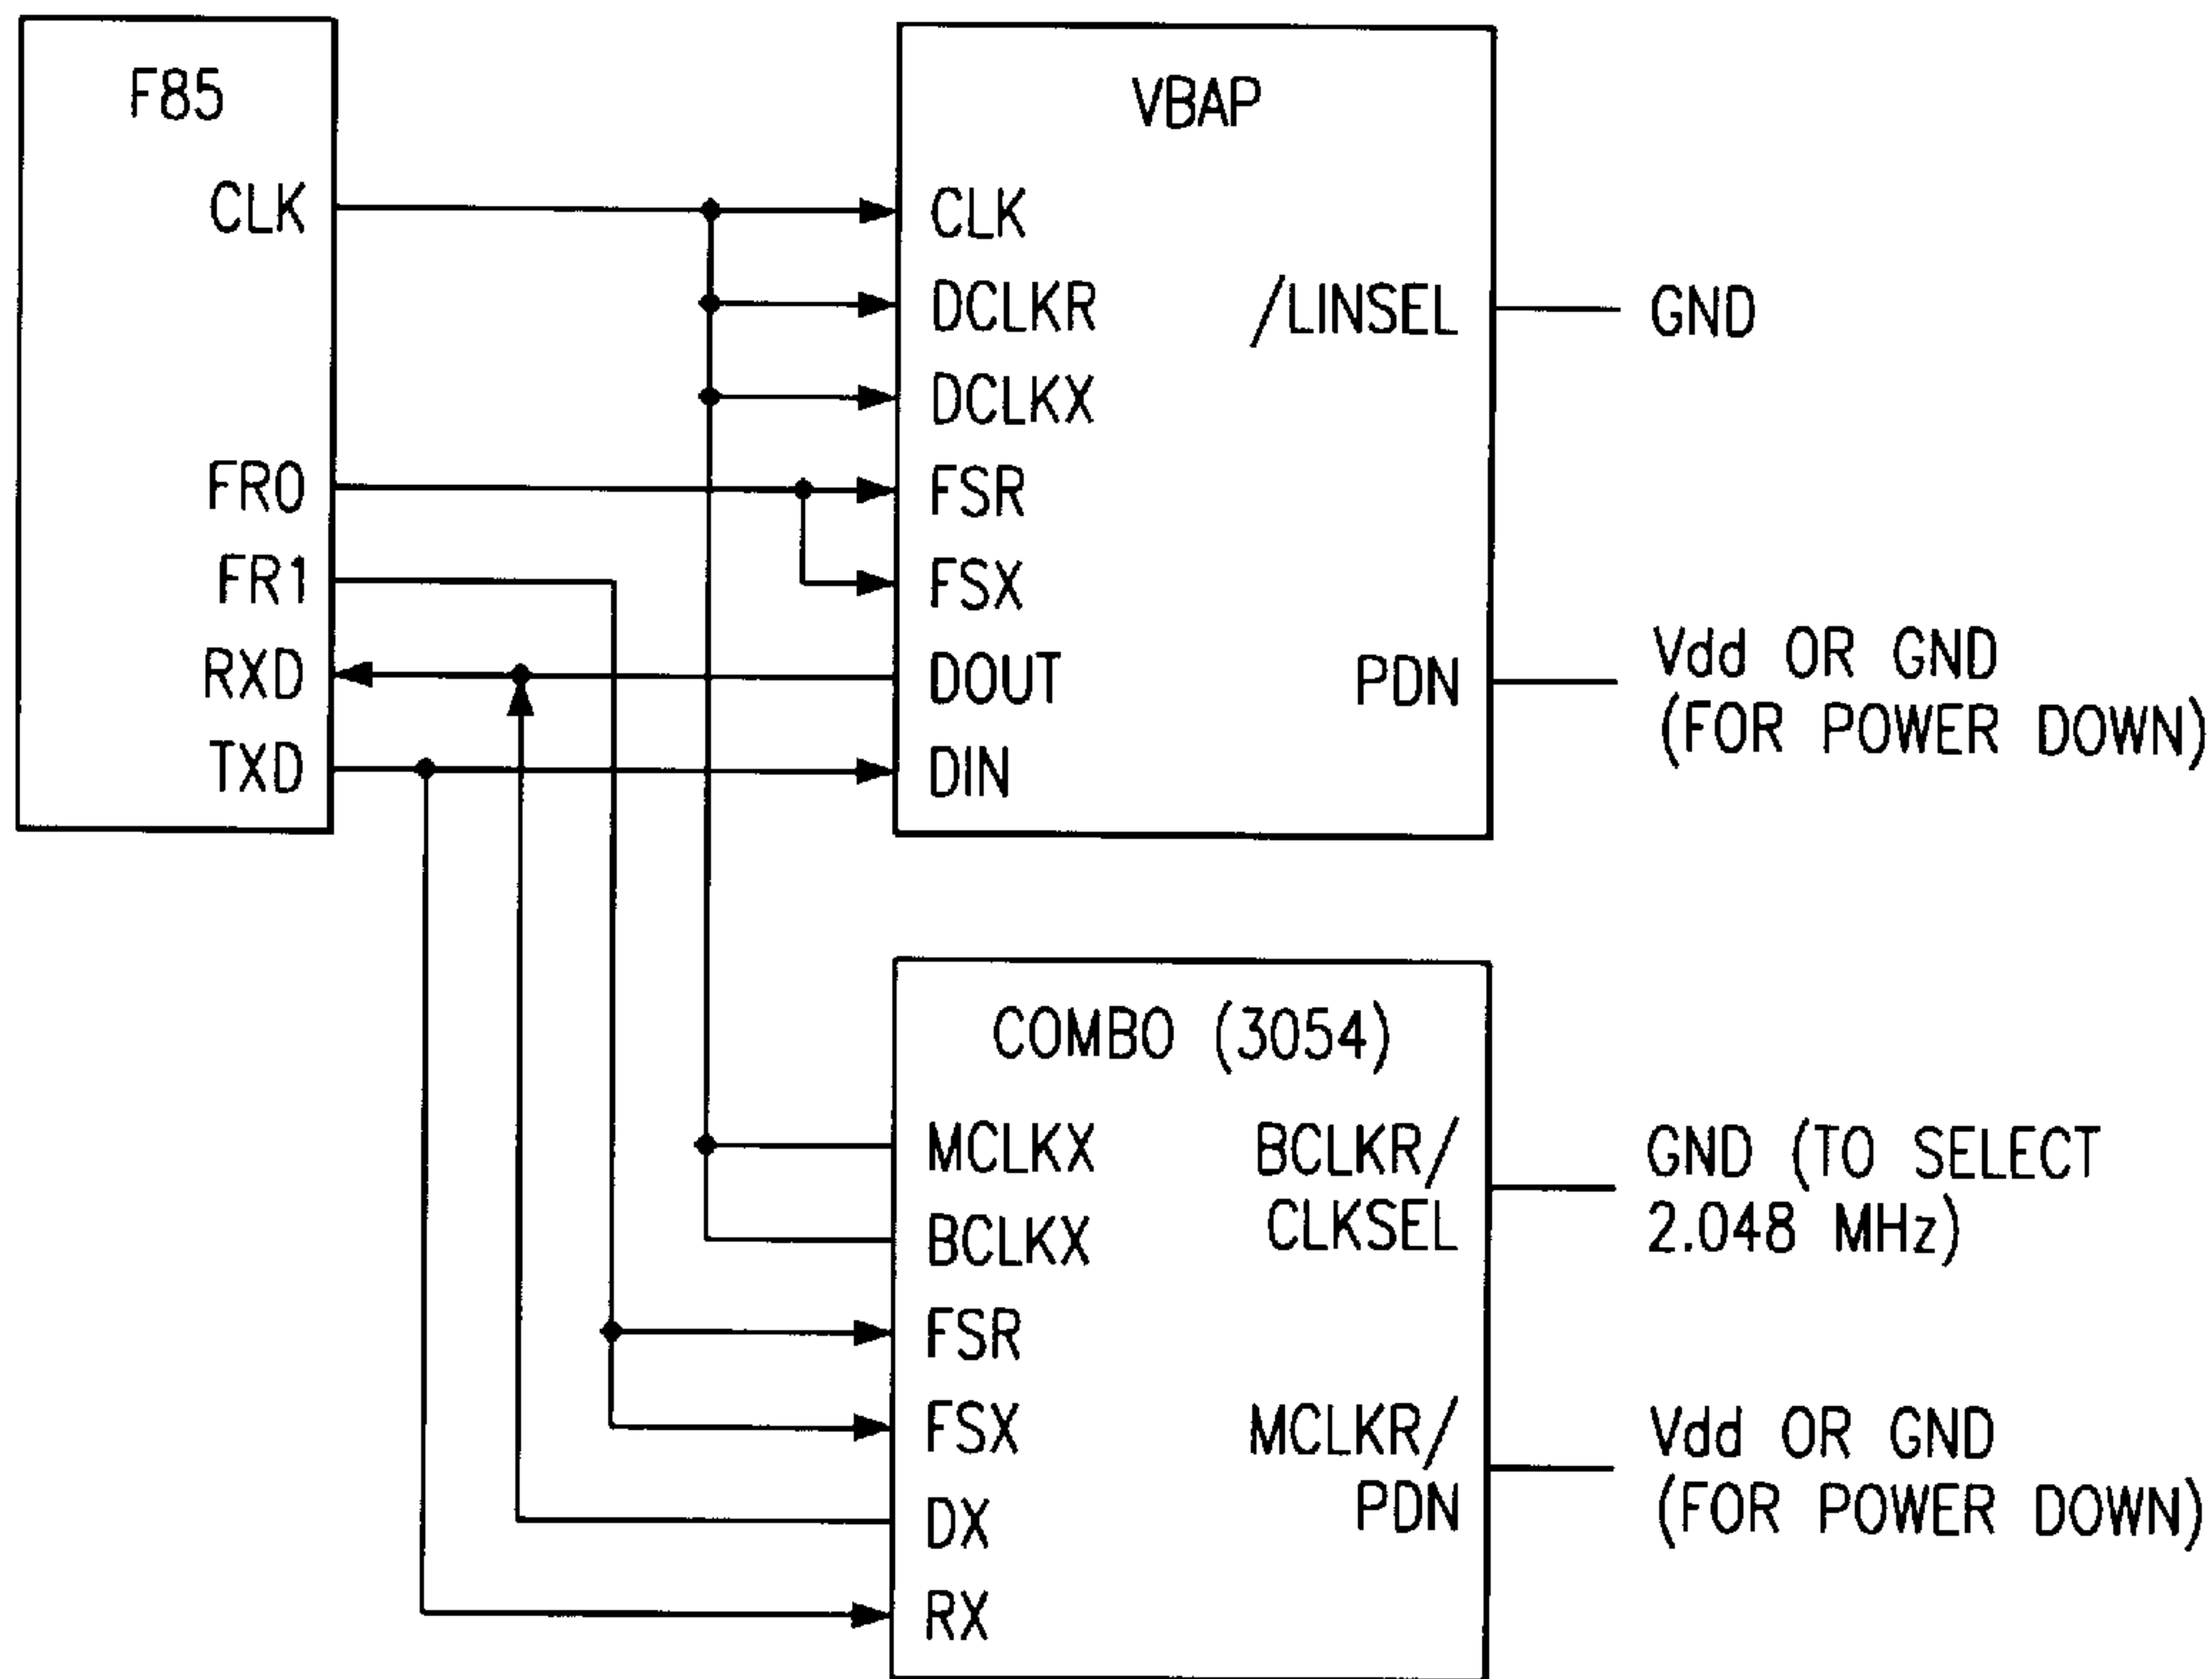 F85
CLK
FR0
FR1
RXD
TXD
VBAP
CLK
DCLKR
DCLKX
FSR
FSX
DOUT
DIN
/LINSEL
PDN
GND
Vdd OR GND
(FOR POWER DOWN)
COMBO (3054)
MCLKX
BCLKX
FSR
FSX
DX
RX
BCLKR/
CLKSEL
MCLKR/
PDN
GND (TO SELECT
2.048 MHz)
Vdd OR GND
(FOR POWER DOWN)